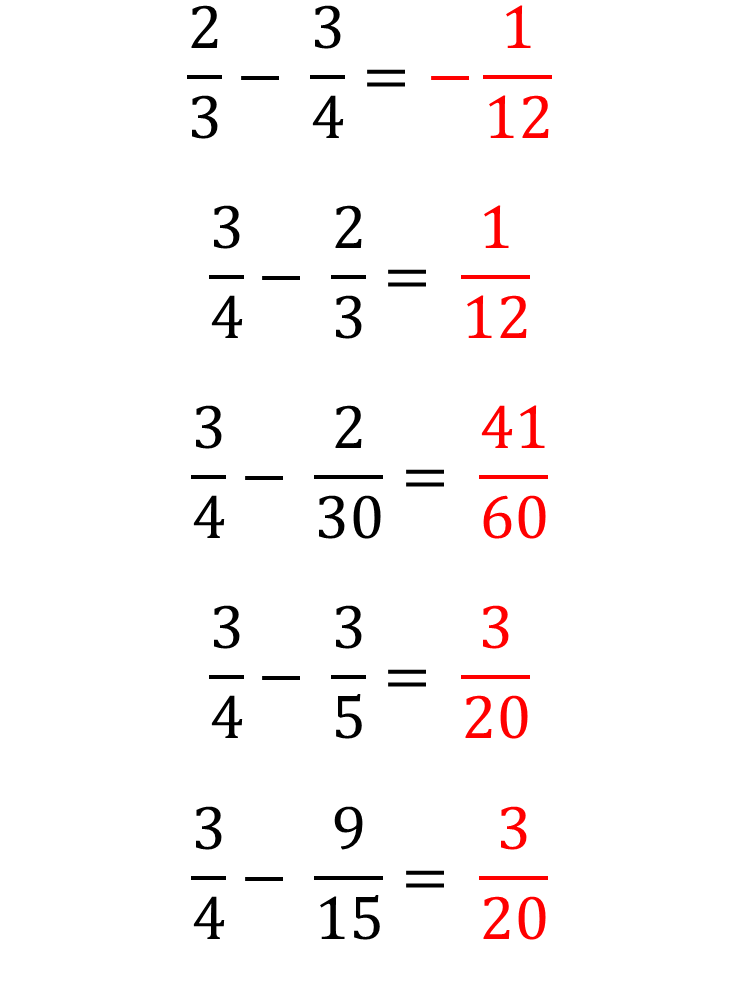 2/3 − 3/4 = − 1/12
3/4 − 2/3 = 1/12
3/4 − 2/30 = 41/60
3/4 − 3/5 = 3/20
3/4 − 9/15 = 3/20